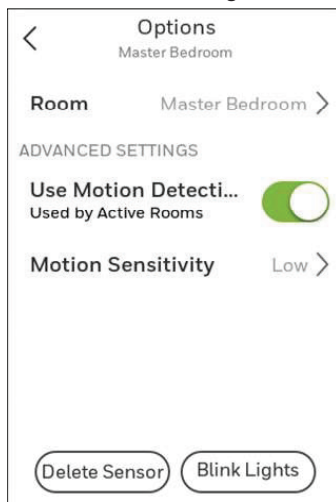 Options
Master Bedroom
Room Master Bedroom
ADVANCED SETTINGS
Use Motion Detecti...
Used by Active Rooms
Motion Sensitivity Low
Delete Sensor Blink Lights